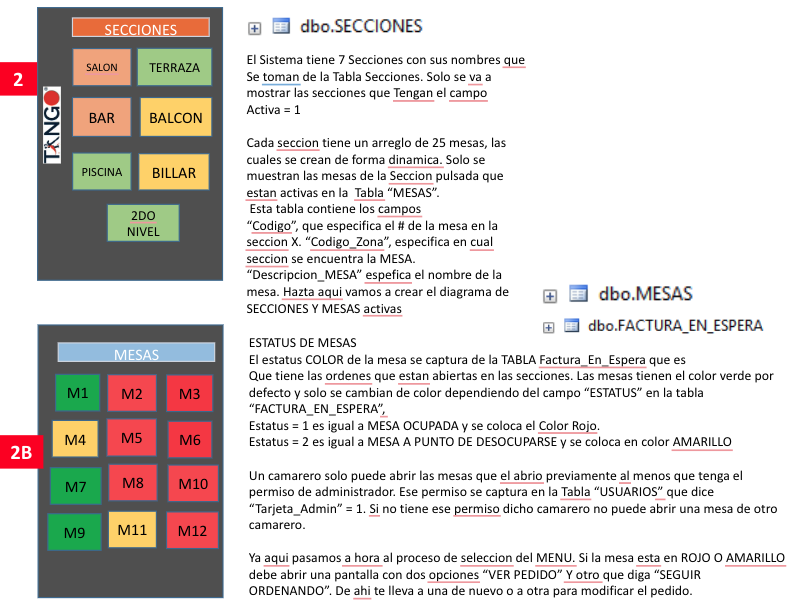 SECCIONES
2
SALON
TERRAZA
BAR
BALCON
TANGO
PISCINA
BILLAR
2DO
NIVEL
dbo.SECCIONES
El Sistema tiene 7 Secciones con sus nombres que
Se toman de la Tabla Secciones. Solo se va a
mostrar las secciones que Tengan el campo
Activa = 1
Cada seccion tiene un arreglo de 25 mesas, las
cuales se crean de forma dinamica. Solo se
muestran las mesas de la Seccion pulsada que
estan activas en la Tabla “MESAS”.
Esta tabla contiene los campos
“Codigo”, que especifica el # de la mesa en la
seccion X. “Codigo_Zona”, especifica en cual
seccion se encuentra la MESA.
“Descripcion_MESA” espefica el nombre de la
mesa. Hazta aqui vamos a crear el diagrama de
SECCIONES Y MESAS activas
dbo.MESAS
dbo.FACTURA_EN_ESPERA
MESAS
2B
M1
M2
M3
M4
M5
M6
M7
M8
M10
M9
M11
M12
ESTATUS DE MESAS
El estatus COLOR de la mesa se captura de la TABLA Factura_En_Espera que es
Que tiene las ordenes que estan abiertas en las secciones. Las mesas tienen el color verde por
defecto y solo se cambian de color dependiendo del campo “ESTATUS” en la tabla
“FACTURA_EN_ESPERA”,
Estatus = 1 es igual a MESA OCUPADA y se coloca el Color Rojo.
Estatus = 2 es igual a MESA A PUNTO DE DESOCUPARSE y se coloca en color AMARILLO
Un camarero solo puede abrir las mesas que el abrio previamente al menos que tenga el
permiso de administrador. Ese permiso se captura en la Tabla “USUARIOS” que dice
“Tarjeta_Admin” = 1. Si no tiene ese permiso dicho camarero no puede abrir una mesa de otro
camarero.
Ya aqui pasamos a hora al proceso de seleccion del MENU. Si la mesa esta en ROJO O AMARILLO
debe abrir una pantalla con dos opciones “VER PEDIDO” Y otro que diga “SEGUIR
ORDENANDO”. De ahi te lleva a una de nuevo o a otra para modificar el pedido.